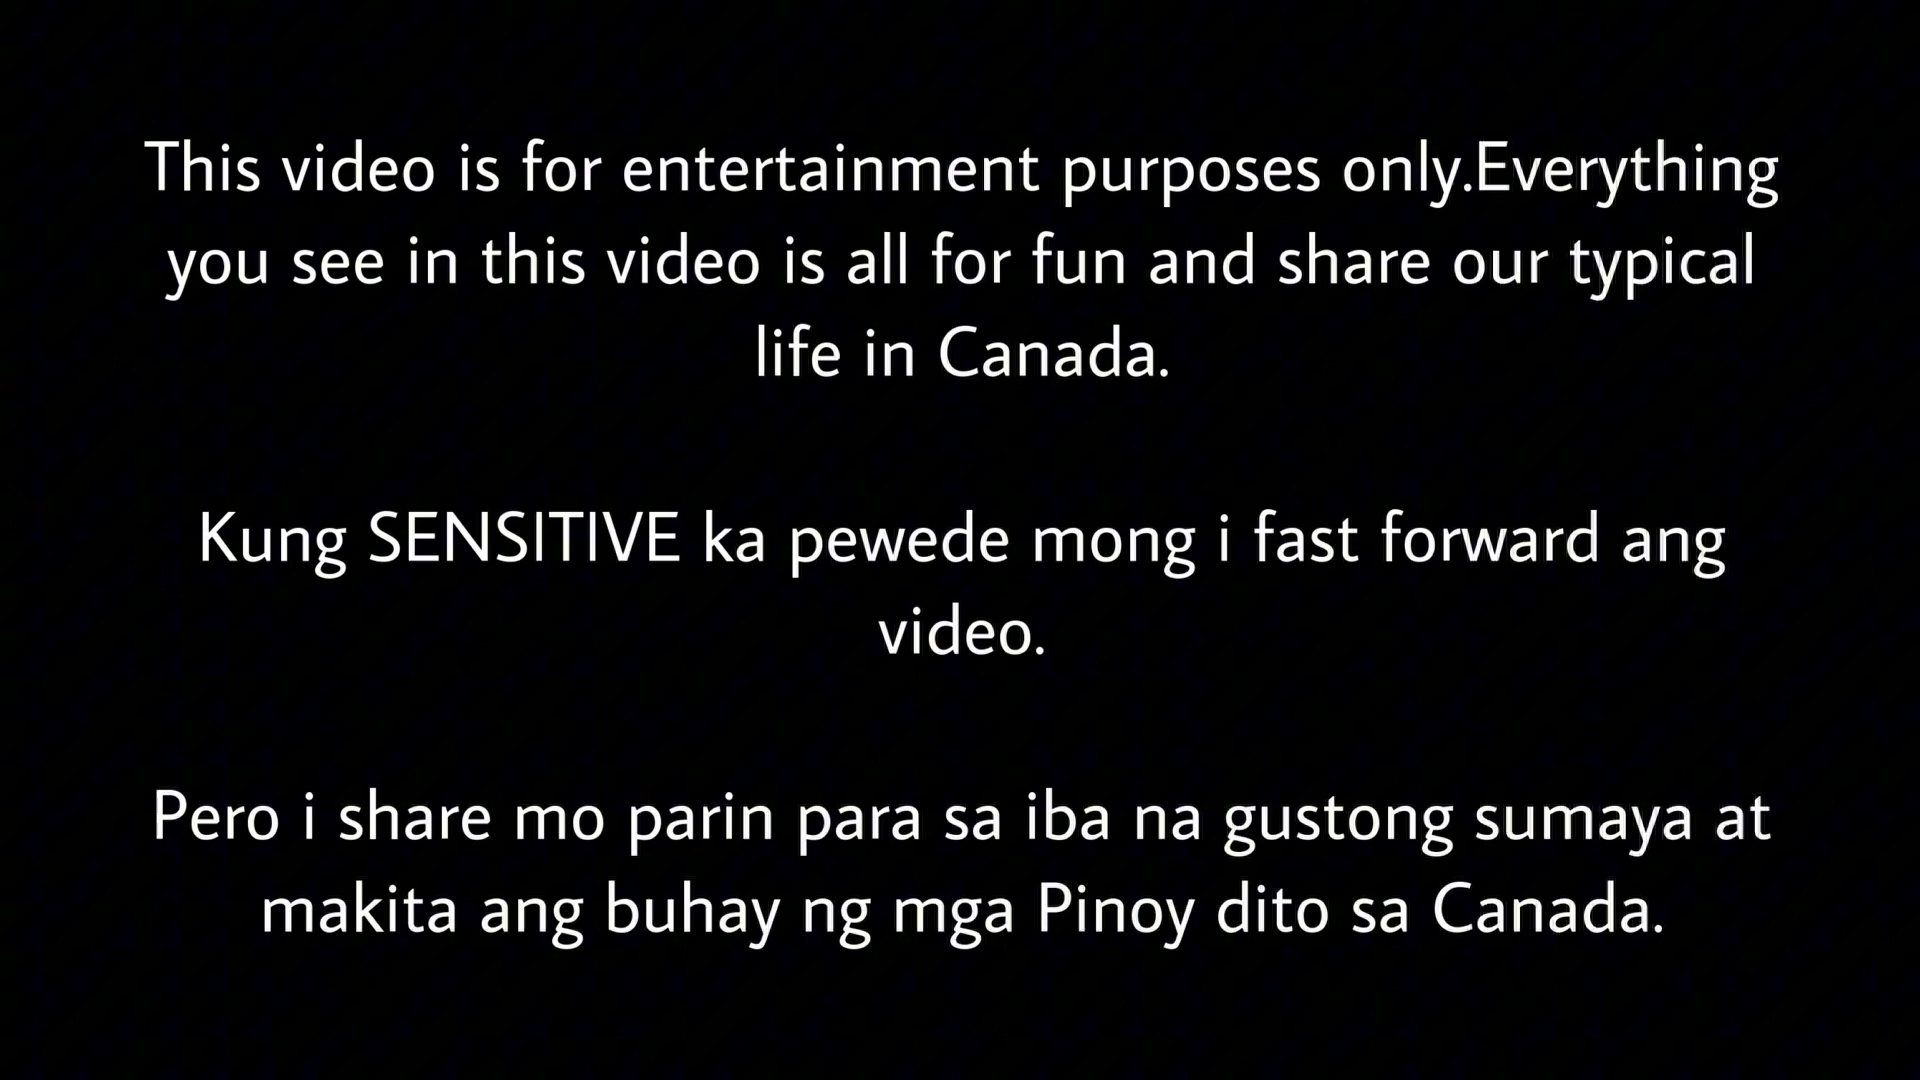 This video is for entertainment purposes only.Everything
you see in this video is all for fun and share our typical
life in Canada.
Kung SENSITIVE ka pewede mong i fast forward ang
video.
Pero i share mo parin para sa iba na gustong sumaya at
makita ang buhay ng mga Pinoy dito sa Canada.